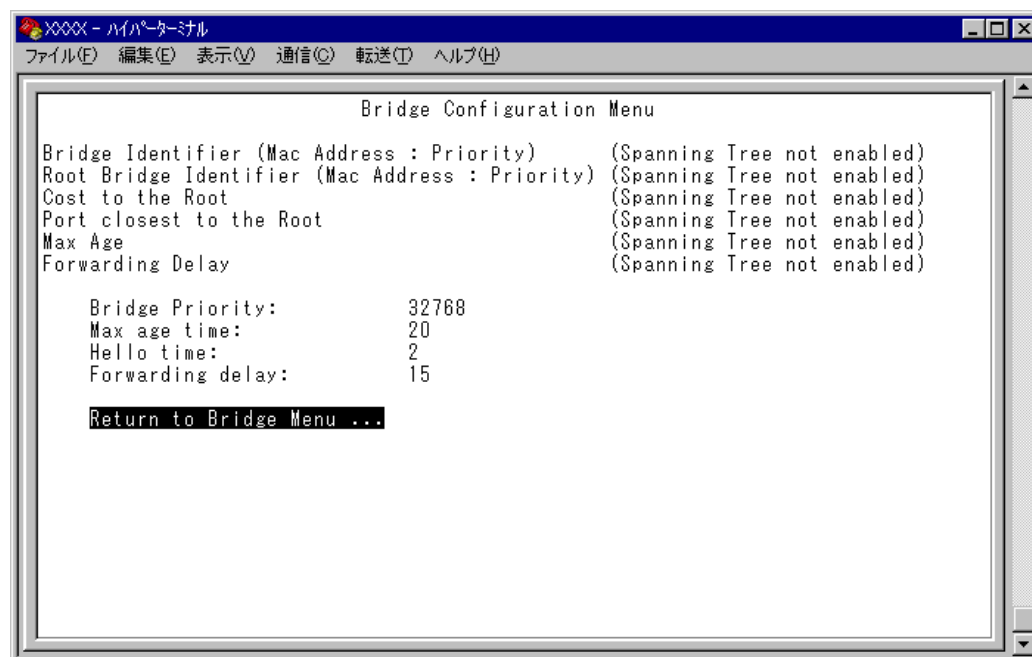 XXXX - ハイパーターミナル
ファイル(F) 編集(E) 表示(V) 通信(C) 転送(T) ヘルプ(H)
Bridge Configuration Menu
Bridge Identifier (Mac Address : Priority) (Spanning Tree not enabled)
Root Bridge Identifier (Mac Address : Priority) (Spanning Tree not enabled)
Cost to the Root (Spanning Tree not enabled)
Port closest to the Root (Spanning Tree not enabled)
Max Age (Spanning Tree not enabled)
Forwarding Delay (Spanning Tree not enabled)
Bridge Priority: 32768
Max age time: 20
Hello time: 2
Forwarding delay: 15
Return to Bridge Menu ...